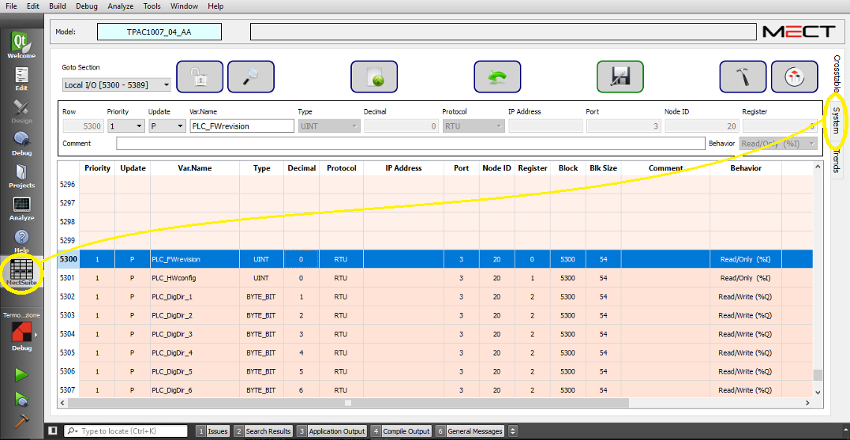 File Edit Build Debug Analyze Tools Window Help
Model: TPAC1007_04_AA
MECT
Qt
Welcome
Edit
Design
Debug
Projects
Analyze
Help
MectSuite
Termo...zione
Debug
Goto Section
Local I/O [5300 - 5389]
Crosstable
System
Trends
Row Priority Update Var.Name Type Decimal Protocol IP Address Port Node ID Register
5300 1 P PLC_FWrevision UINT 0 RTU 3 20 0
Comment Behavior Read/Only (%I)
Priority Update Var.Name Type Decimal Protocol IP Address Port Node ID Register Block Blk Size Comment Behavior
5296
5297
5298
5299
5300 1 P PLC_FWrevision UINT 0 RTU 3 20 0 5300 54 Read/Only (%I)
5301 1 P PLC_HWconfig UINT 0 RTU 3 20 1 5300 54 Read/Only (%I)
5302 1 P PLC_DigDir_1 BYTE_BIT 1 RTU 3 20 2 5300 54 Read/Write (%Q)
5303 1 P PLC_DigDir_2 BYTE_BIT 2 RTU 3 20 2 5300 54 Read/Write (%Q)
5304 1 P PLC_DigDir_3 BYTE_BIT 3 RTU 3 20 2 5300 54 Read/Write (%Q)
5305 1 P PLC_DigDir_4 BYTE_BIT 4 RTU 3 20 2 5300 54 Read/Write (%Q)
5306 1 P PLC_DigDir_5 BYTE_BIT 5 RTU 3 20 2 5300 54 Read/Write (%Q)
5307 1 P PLC_DigDir_6 BYTE_BIT 6 RTU 3 20 2 5300 54 Read/Write (%Q)
Type to locate (Ctrl+K) 1 Issues 2 Search Results 3 Application Output 4 Compile Output 6 General Messages